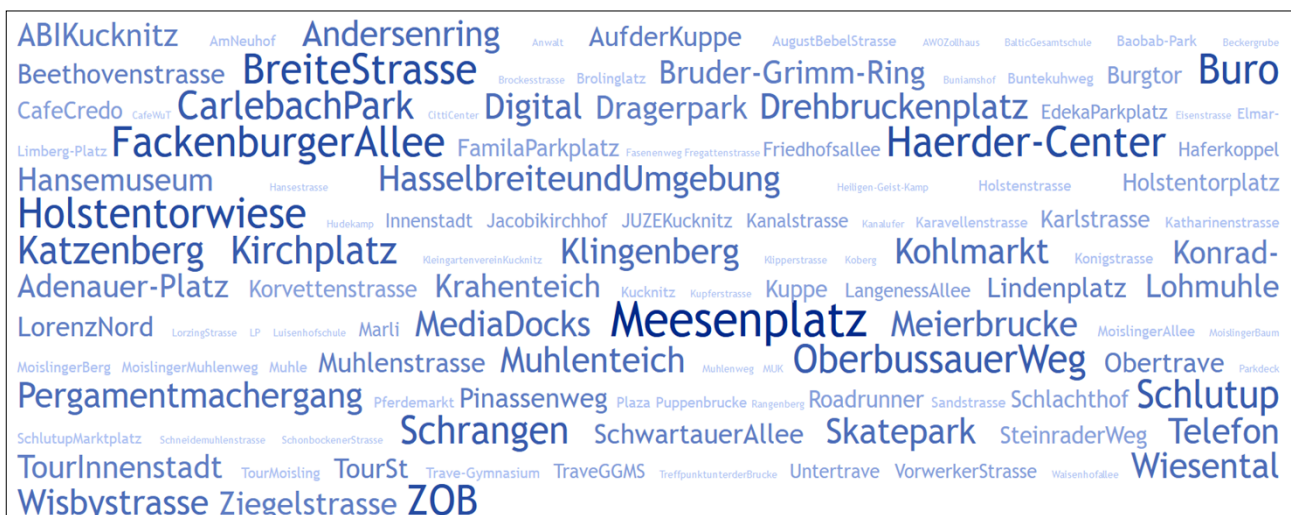 ABIKucknitz AmNeuhof Andersenring Anwalt AufderKuppe AugustBebelStrasse AWOZollhaus BalticGesamtschule Baobab-Park Beckergrube
Beethovenstrasse BreiteStrasse Brockesstrasse Brolinglatz Bruder-Grimm-Ring Buniamshof Buntekuhweg Burgtor Buro
CafeCredo CafeWuT CarlebachPark CittiCenter Digital Dragerpark Drehbruckenplatz EdekaParkplatz Elsenstrasse Elmar-
Limberg-Platz FackenburgerAllee FamilaParkplatz Fasenenweg Fregattenstrasse Friedhofsallee Haerder-Center Haferkoppel
Hansemuseum Hansestrasse HasselbreiteundUmgebung Heiligen-Geist-Kamp Holstenstrasse Holstentorplatz
Holstentorwiese Hudekamp Innenstadt Jacobikirchhof JUZEKucknitz Kanalstrasse Kanalufer Karavellenstrasse Karlstrasse Katharinenstrasse
Katzenberg Kirchplatz KleingartenvereinKucknitz Klingenberg Klipperstrasse Koberg Kohlmarkt Konigstrasse Konrad-
Adenauer-Platz Korvettenstrasse Krahenteich Kucknitz Kupferstrasse Kuppe LangenessAllee Lindenplatz Lohmuhle
LorenzNord LorzingStrasse LP Luisenhofschule Marli MediaDocks Meesenplatz Meierbrucke MoislingerAllee MoislingerBaum
MoislingerBerg MoislingerMuhlenweg Muhle Muhlenstrasse Muhlenteich Muhlenweg MUK OberbussauerWeg Obertrave Parkdeck
Pergamentmachergang Pferdemarkt Pinassenweg Plaza Puppenbrucke Rangenberg Roadrunner Sandstrasse Schlachthof Schlutup
SchlutupMarktplatz Schneidemuhlenstrasse SchonbockenerStrasse Schrangen SchwartauerAllee Skatepark SteinraderWeg Telefon
TourInnenstadt TourMoisling TourSt Trave-Gymnasium TraveGGMS TreffpunktunterderBrucke Untertrave VorwerkerStrasse Waisenhofallee Wiesental
Wisbystrasse Ziegelstrasse ZOB